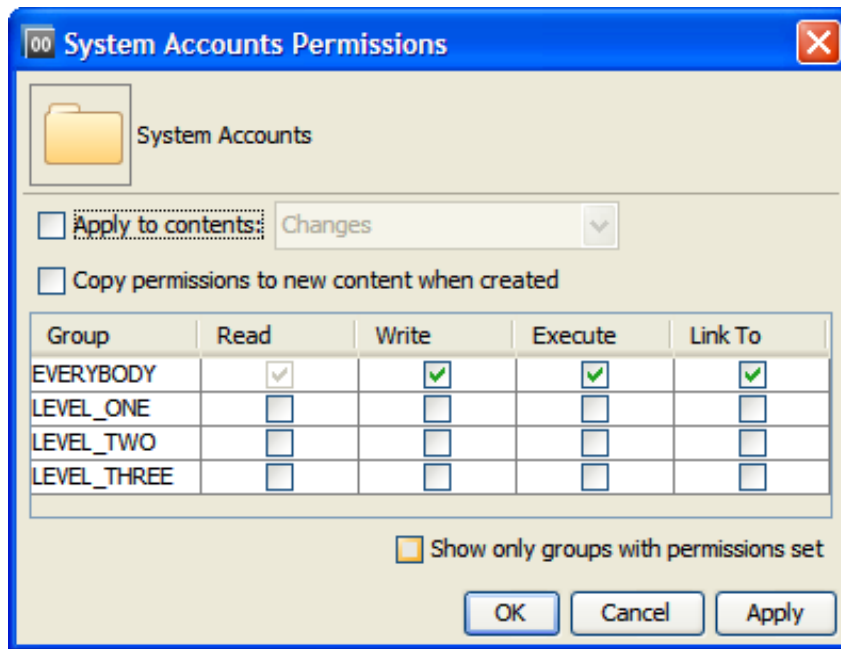 00 System Accounts Permissions
System Accounts
Apply to contents: Changes
Copy permissions to new content when created
Group Read Write Execute Link To
EVERYBODY
LEVEL_ONE
LEVEL_TWO
LEVEL_THREE
Show only groups with permissions set
OK Cancel Apply